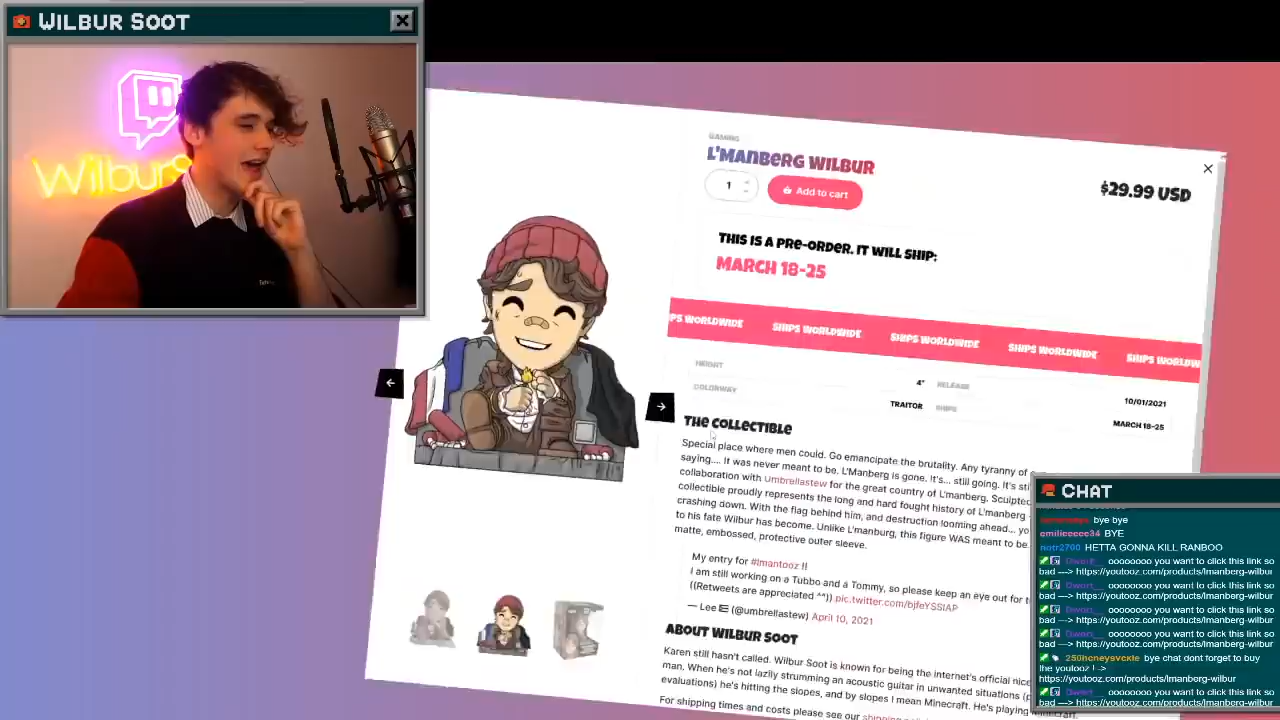 WILBUR SOOT
WilburS
GAMING
L'MANBERG WILBUR
1
Add to cart
$29.99 USD
THIS IS A PRE-ORDER. IT WILL SHIP:
MARCH 18-25
PS WORLDWIDE SHIPS WORLDWIDE SHIPS WORLDWIDE SHIPS WORLDWIDE SHIPS WORLDW
HEIGHT 4" RELEASE 10/01/2021
COLORWAY TRAITOR SHIPS MARCH 18-25
THE COLLECTIBLE
Special place where men could. Go emancipate the brutality. Any tyranny of
saying.... It was never meant to be. L'Manberg is gone. It's... still going. It's sti
collaboration with Umbrellastew for the great country of L'manberg. Sculpted
collectible proudly represents the long and hard fought history of L'manberg
crashing down. With the flag behind him, and destruction looming ahead... yo
to his fate Wilbur has become. Unlike L'manburg, this figure WAS meant to be
matte, embossed, protective outer sleeve.
My entry for #lmantooz !!
i am still working on a Tubbo and a Tommy, so please keep an eye out for t
((Retweets are appreciated ^^)) pic.twitter.com/bjfeYSSIAP
— Lee (@umbrellastew) April 10, 2021
ABOUT WILBUR SOOT
Karen still hasn't called. Wilbur Soot is known for being the internet's official nice
man. When he's not lazily strumming an acoustic guitar in unwanted situations (p
evaluations) he's hitting the slopes, and by slopes I mean Minecraft. He's playing
For shipping times and costs please see our shipping
CHAT
bye bye
emilieeeee34 BYE
notr2700 HETTA GONNA KILL RANBOO
Dwort__ oooooooo you want to click this link so
bad ---> https://youtooz.com/products/lmanberg-wilbur
Dwort__ oooooooo you want to click this link so
bad ---> https://youtooz.com/products/lmanberg-wilbur
Dwort__ oooooooo you want to click this link so
bad ---> https://youtooz.com/products/lmanberg-wilbur
Dwort__ oooooooo you want to click this link so
bad ---> https://youtooz.com/products/lmanberg-wilbur
bye chat dont forget to buy
the youtooz ! -->
https://youtooz.com/products/lmanberg-wilbur
Dwort__ oooooooo you want to click this link so
bad ---> https://youtooz.com/products/lmanberg-wilbur